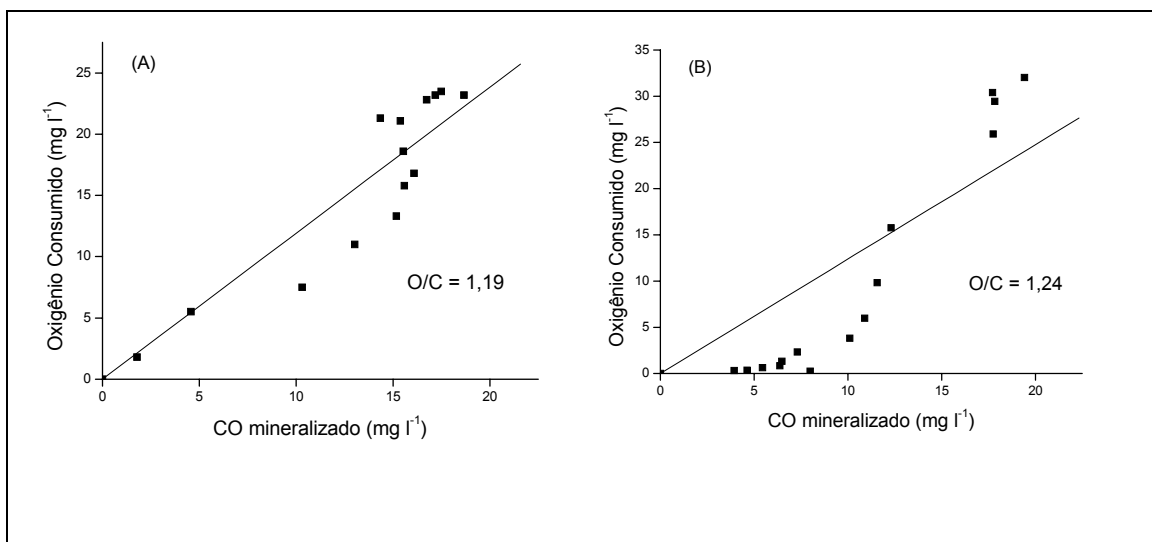 (A)
Oxigênio Consumido (mg l⁻¹)
25
20
15
10
5
0
O/C = 1,19
0 5 10 15 20
CO mineralizado (mg l⁻¹)
(B)
Oxigênio Consumido (mg l⁻¹)
35
30
25
20
15
10
5
0
O/C = 1,24
0 5 10 15 20
CO mineralizado (mg l⁻¹)